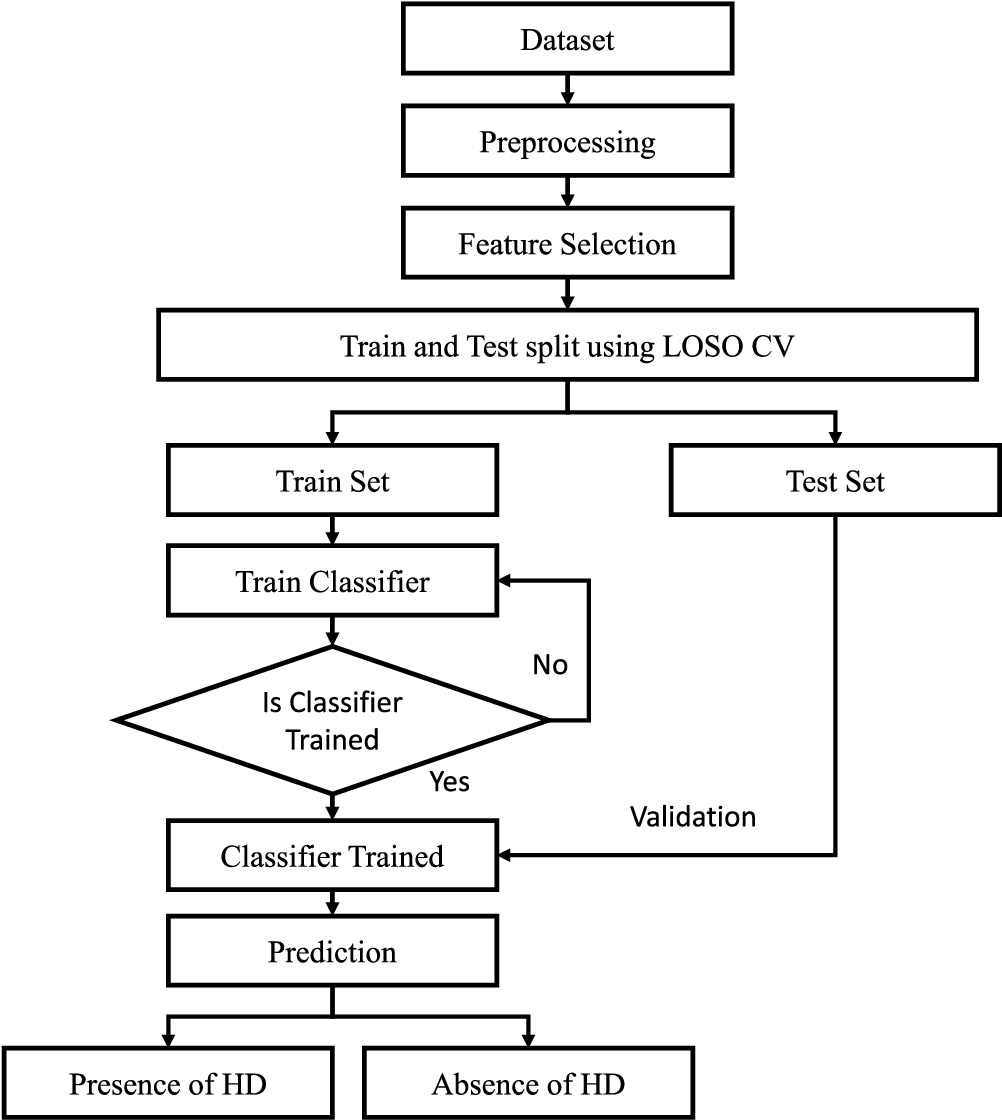 Dataset
Preprocessing
Feature Selection
Train and Test split using LOSO CV
Train Set
Test Set
Train Classifier
No
Is Classifier
Trained
Yes
Validation
Classifier Trained
Prediction
Presence of HD
Absence of HD